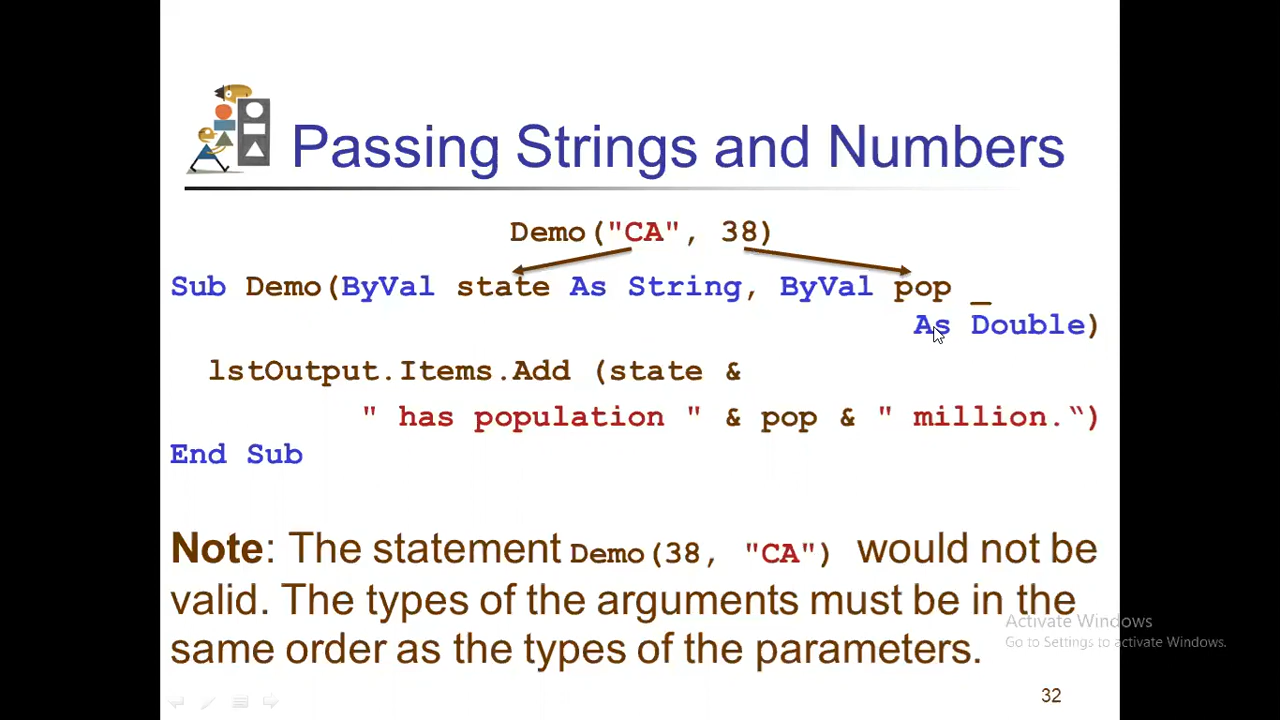 Passing Strings and Numbers
Demo("CA", 38)
Sub Demo(ByVal state As String, ByVal pop _
As Double)
lstOutput.Items.Add (state &
" has population " & pop & " million.“)
End Sub
Note: The statement Demo(38, "CA") would not be
valid. The types of the arguments must be in the
same order as the types of the parameters.
Activate Windows
Go to Settings to activate Windows.
32